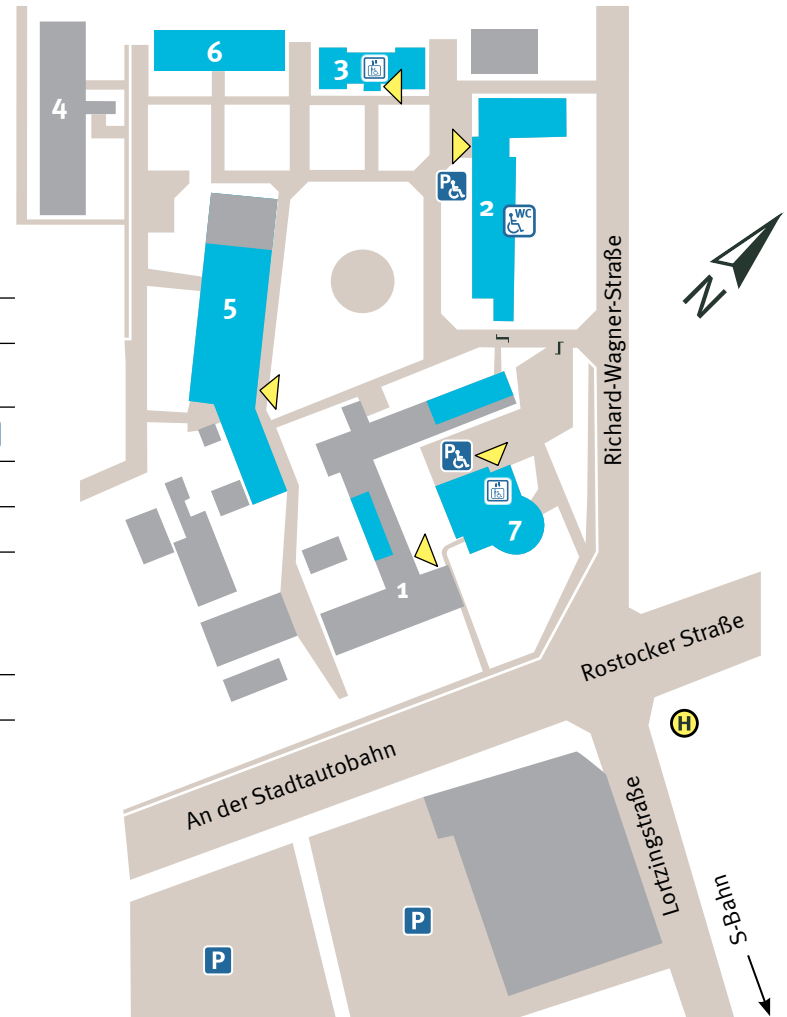 6
3
4
P
2
WC
5
Richard-Wagner-Straße
N
P
7
1
Rostocker Straße
H
An der Stadtautobahn
Lortzingstraße
S-Bahn
P
P